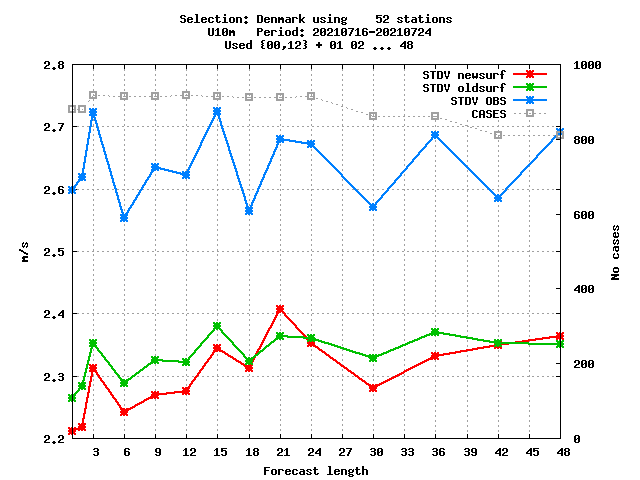 Selection: Denmark using    52 stations
U10m   Period: 20210716-20210724
Used {00,12} + 01 02 ... 48
STDV newsurf
STDV oldsurf
STDV OBS
CASES
2.8
2.7
2.6
2.5
2.4
2.3
2.2
m/s
1000
800
600
400
200
0
No cases
3 6 9 12 15 18 21 24 27 30 33 36 39 42 45 48
Forecast length